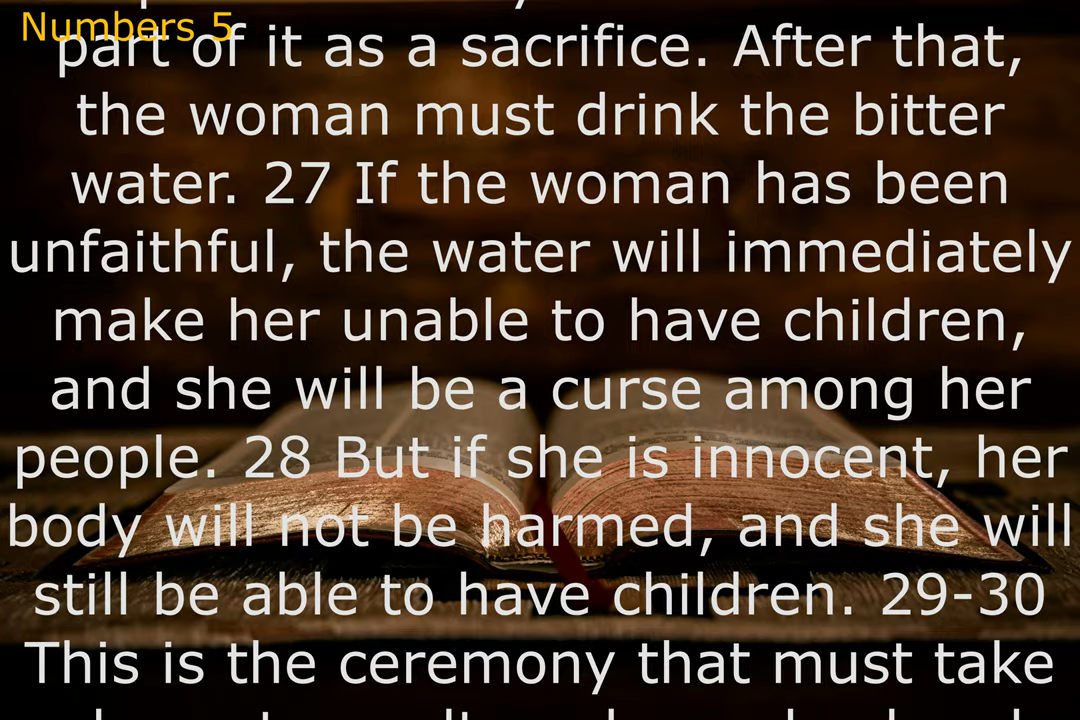 Numbers 5
part of it as a sacrifice. After that,
the woman must drink the bitter
water. 27 If the woman has been
unfaithful, the water will immediately
make her unable to have children,
and she will be a curse among her
people. 28 But if she is innocent, her
body will not be harmed, and she will
still be able to have children. 29-30
This is the ceremony that must take